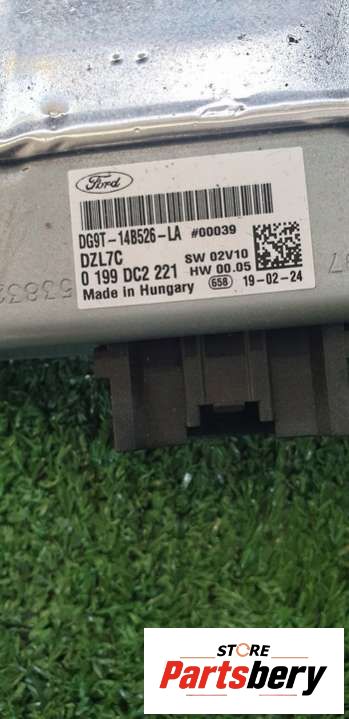 Ford
DG9T-14B526-LA #00039
DZL7C SW 02V10
0 199 DC2 221 HW 00.05
Made in Hungary 658 19-02-24
STORE
Partsbery